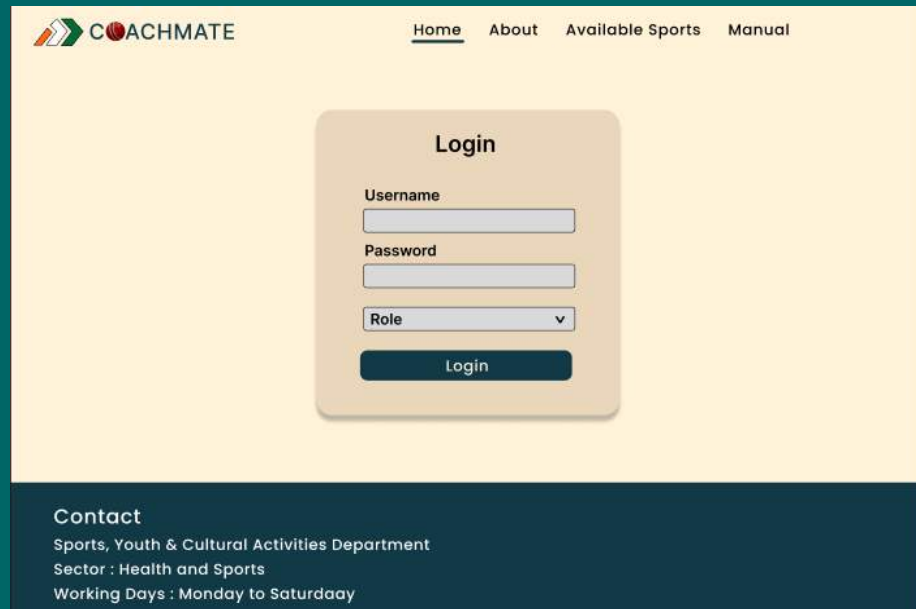 COACHMATE
Home About Available Sports Manual
Login
Username
Password
Role
Login
Contact
Sports, Youth & Cultural Activities Department
Sector : Health and Sports
Working Days : Monday to Saturdaay